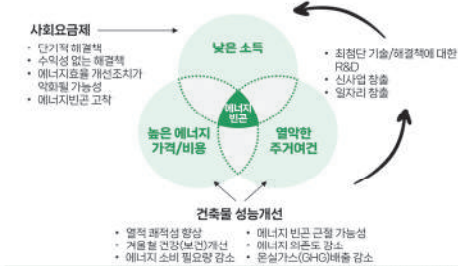 사회요금제
· 단기적 해결책
· 수익성 없는 해결책
· 에너지효율 개선조치가
악화될 가능성
· 에너지빈곤 고착
낮은 소득
에너지
빈곤
높은 에너지
가격/비용
열악한
주거여건
• 최첨단 기술/해결책에 대한
R&D
• 신사업 창출
• 일자리 창출
건축물 성능개선
• 열적 쾌적성 향상
• 겨울철 건강(보건)개선
• 에너지 소비 필요량 감소
• 에너지 빈곤 근절 가능성
• 에너지 의존도 감소
• 온실가스(GHG)배출 감소